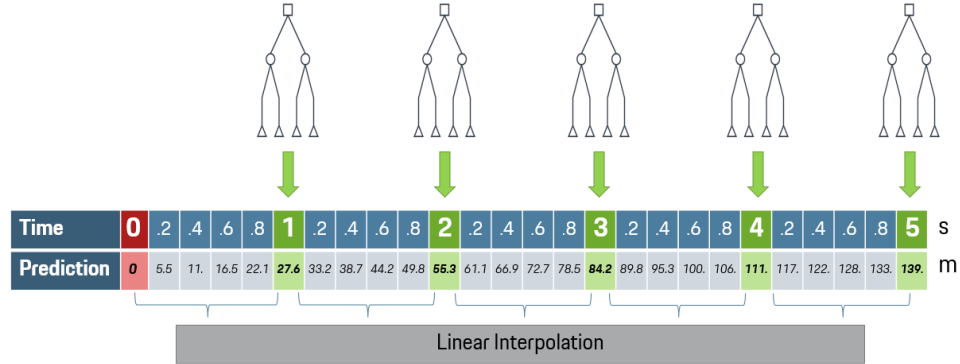 Time 0 .2 .4 .6 .8 1 .2 .4 .6 .8 2 .2 .4 .6 .8 3 .2 .4 .6 .8 4 .2 .4 .6 .8 5 s
Prediction 0 5.5 11. 16.5 22.1 27.6 33.2 38.7 44.2 49.8 55.3 61.1 66.9 72.7 78.5 84.2 89.8 95.3 100. 106. 111. 117. 122. 128. 133. 139. m
Linear Interpolation